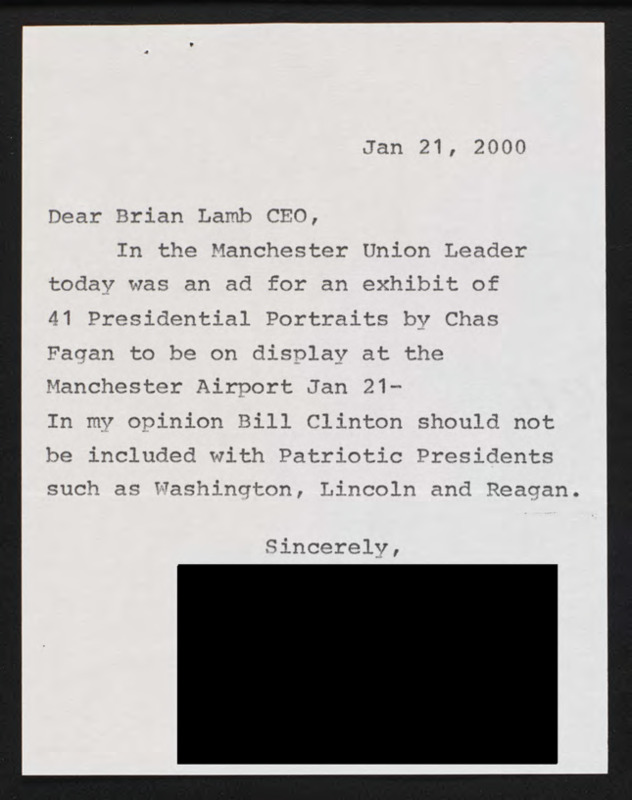 Jan 21, 2000
Dear Brian Lamb CEO,
In the Manchester Union Leader
today was an ad for an exhibit of
41 Presidential Portraits by Chas
Fagan to be on display at the
Manchester Airport Jan 21-
In my opinion Bill Clinton should not
be included with Patriotic Presidents
such as Washington, Lincoln and Reagan.
Sincerely,